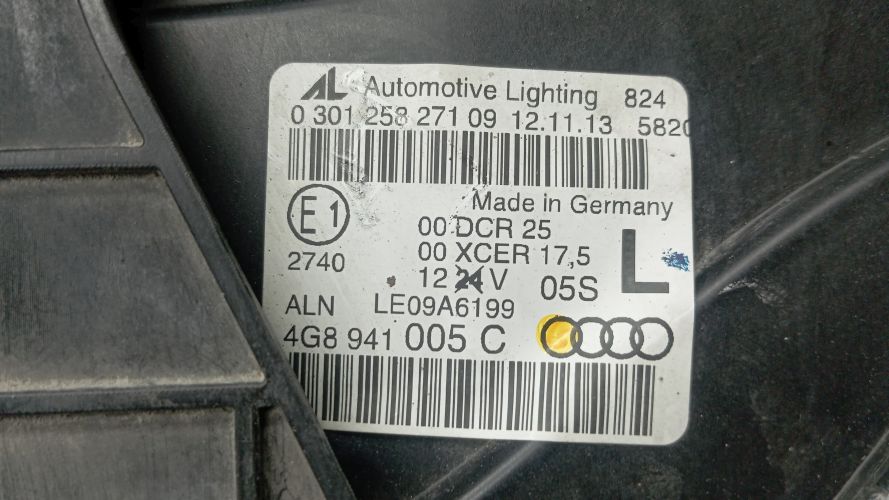 AL Automotive Lighting 824
0 301 258 271 09 12.11.13 5820
Made in Germany
E1 00 DCR 25
2740 00 XCER 17,5
12 24 V 05S L
ALN LE09A6199
4G8 941 005 C